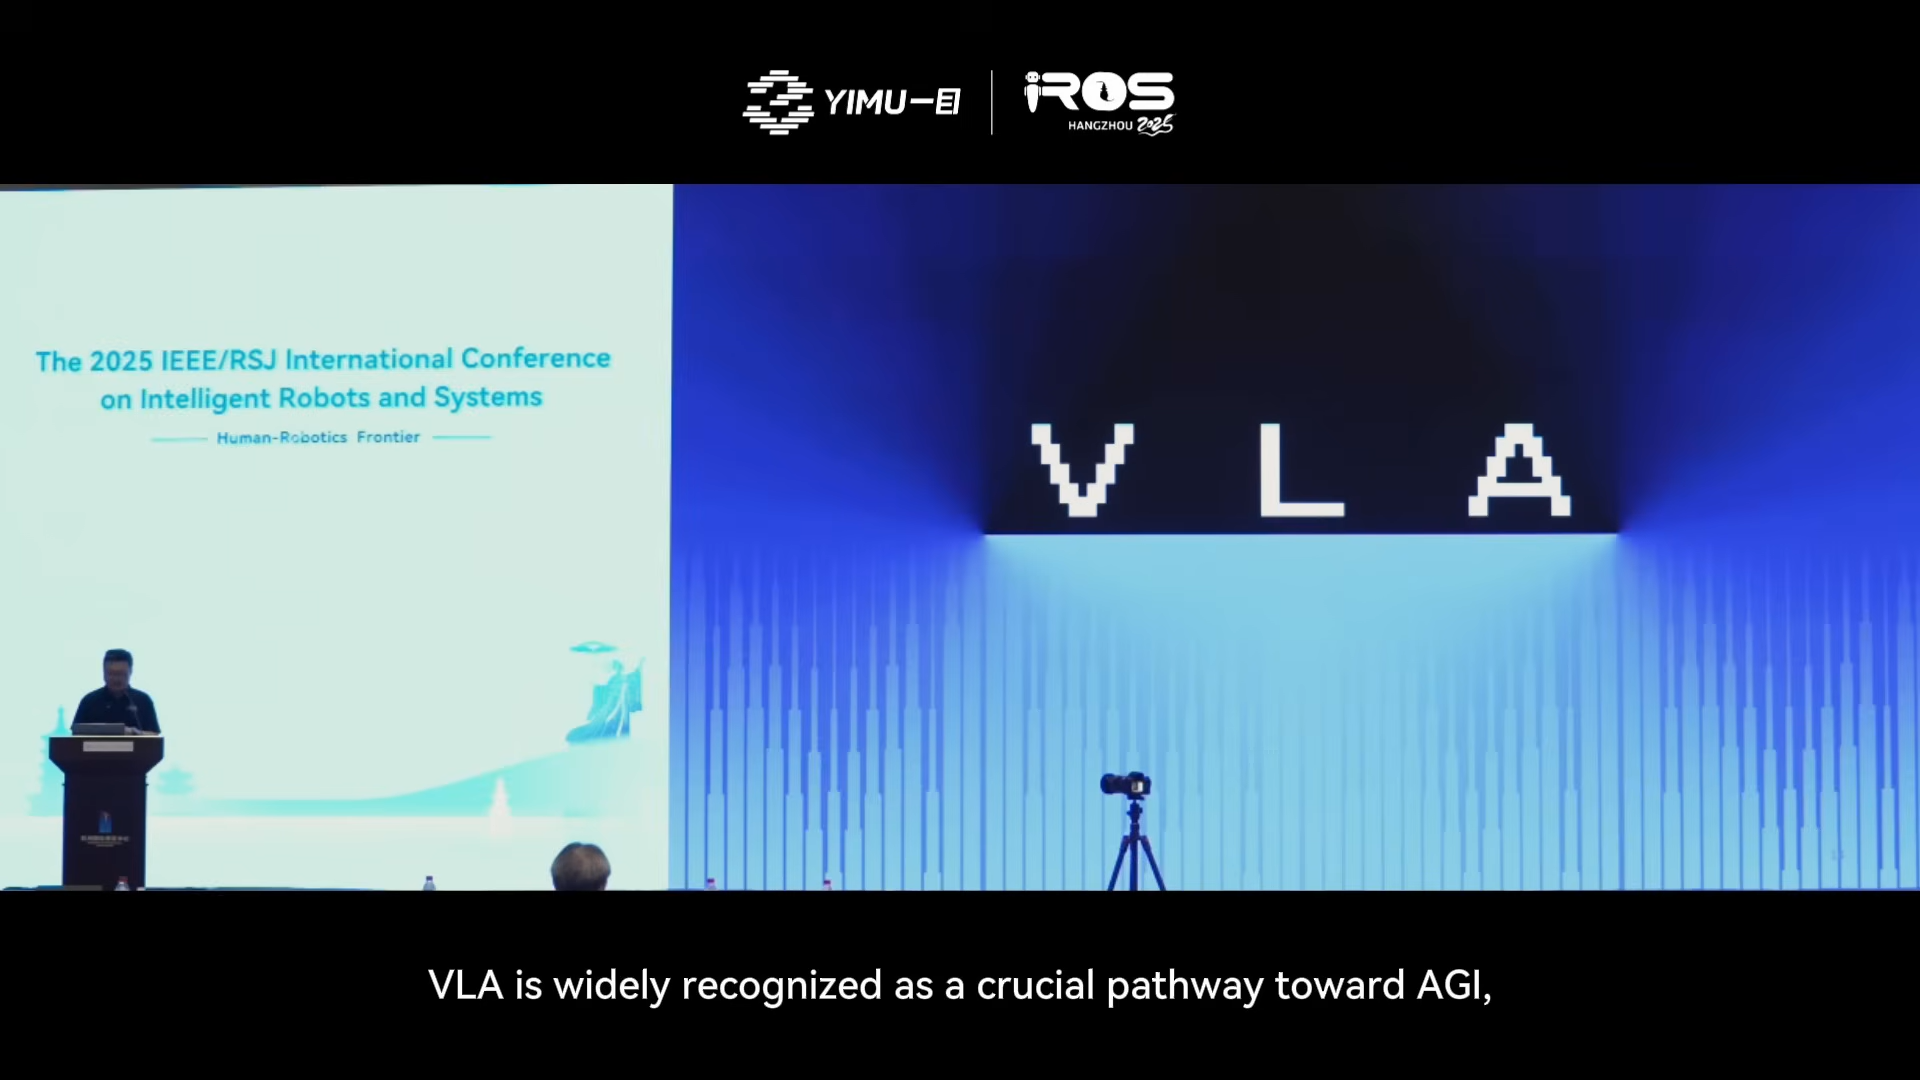 YIMU一目
iROS
HANGZHOU 2025
The 2025 IEEE/RSJ International Conference
on Intelligent Robots and Systems
Human-Robotics Frontier
V L A
VLA is widely recognized as a crucial pathway toward AGI,